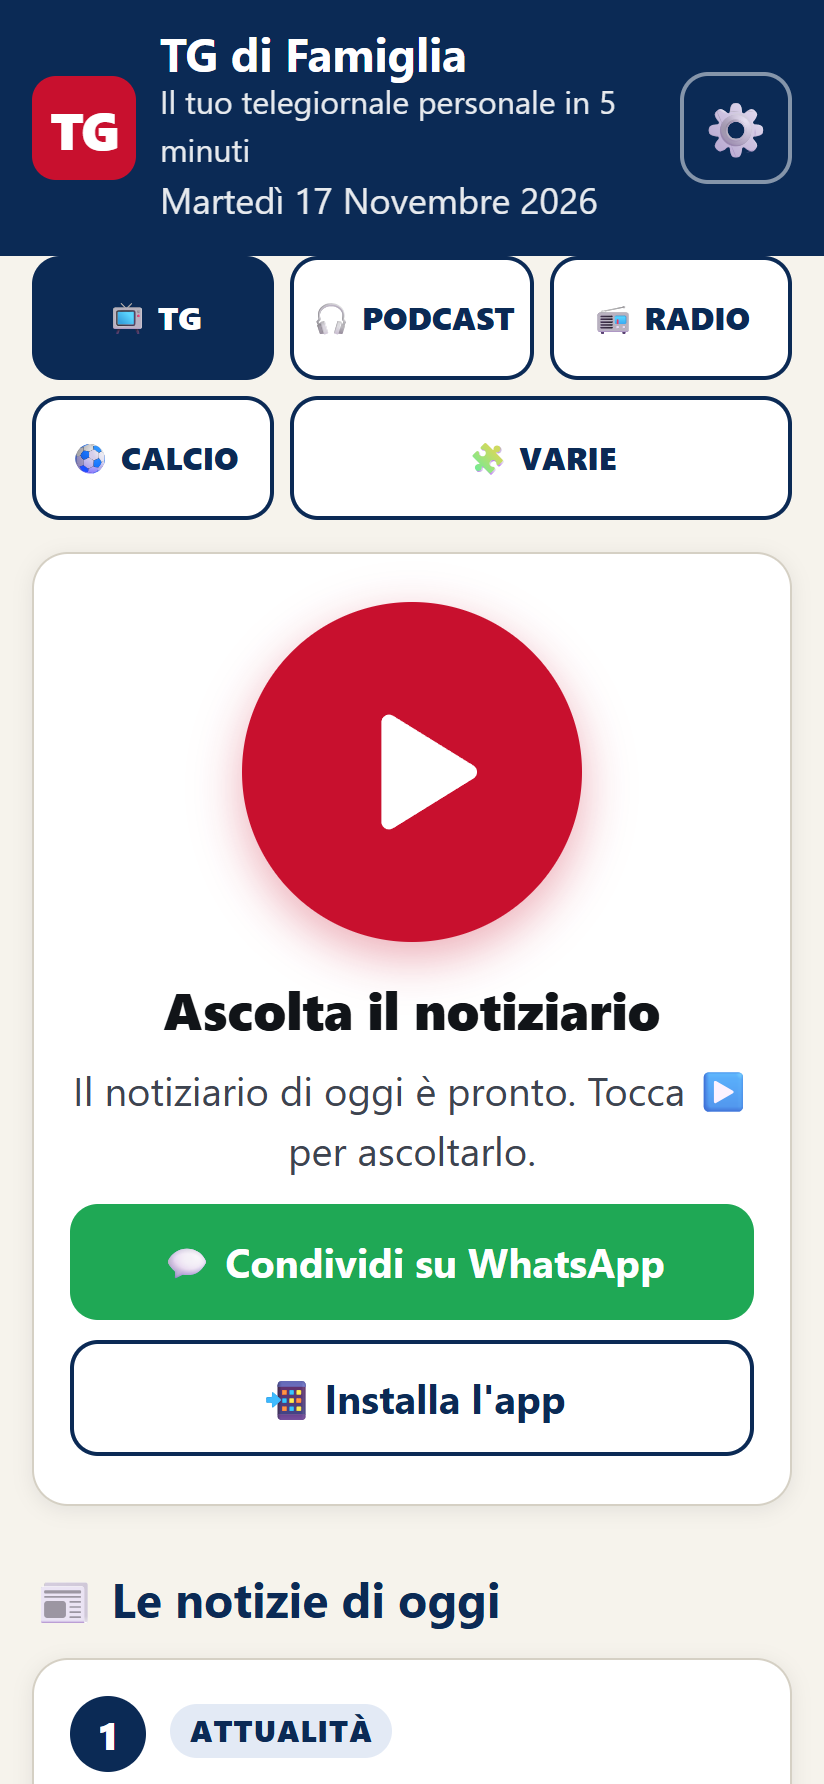 TG
TG di Famiglia
Il tuo telegiornale personale in 5
minuti
Martedì 17 Novembre 2026
TG
PODCAST
RADIO
CALCIO
VARIE
Ascolta il notiziario
Il notiziario di oggi è pronto. Tocca ▶️
per ascoltarlo.
Condividi su WhatsApp
Installa l'app
Le notizie di oggi
1
ATTUALITÀ